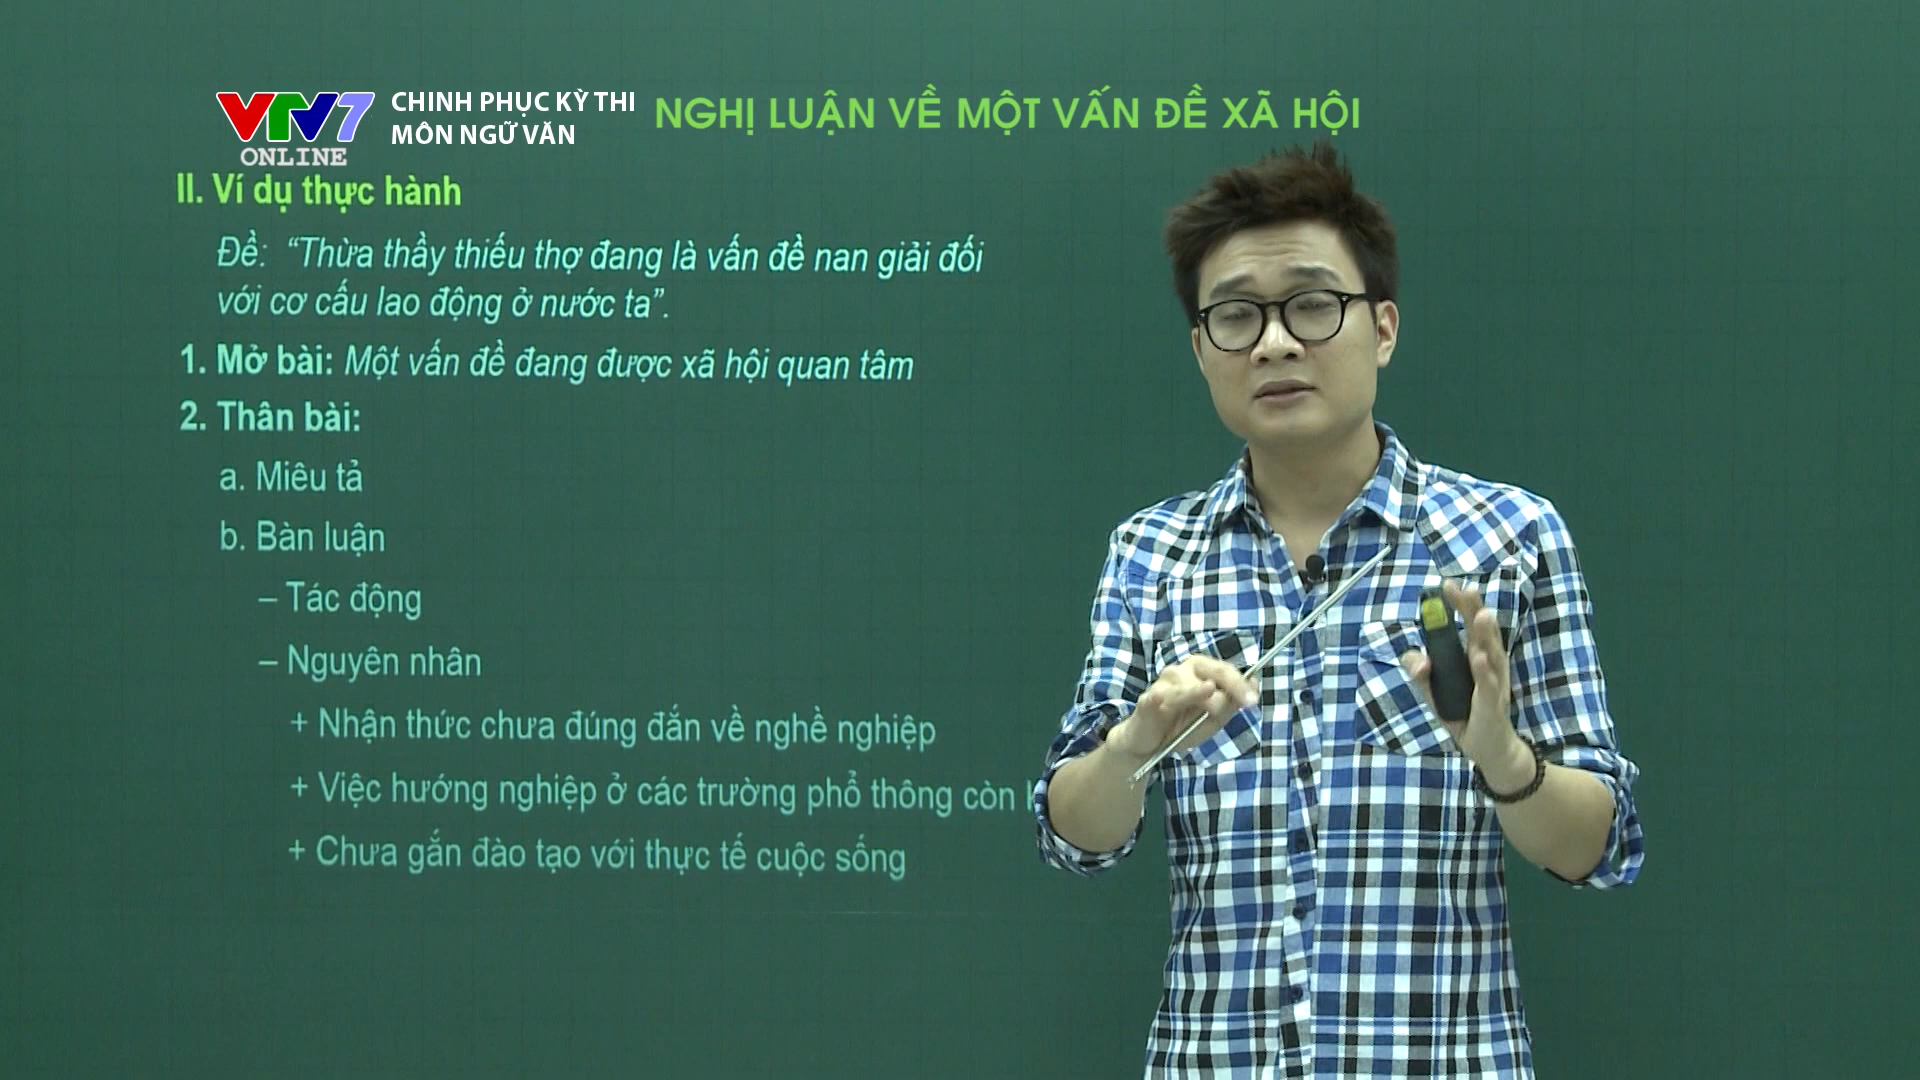 VTV7
ONLINE
CHINH PHỤC KỲ THI
MÔN NGỮ VĂN
NGHỊ LUẬN VỀ MỘT VẤN ĐỀ XÃ HỘI
II. Ví dụ thực hành
Đề: “Thừa thầy thiếu thợ đang là vấn đề nan giải đối
với cơ cấu lao động ở nước ta”.
1. Mở bài: Một vấn đề đang được xã hội quan tâm
2. Thân bài:
a. Miêu tả
b. Bàn luận
– Tác động
– Nguyên nhân
+ Nhận thức chưa đúng đắn về nghề nghiệp
+ Việc hướng nghiệp ở các trường phổ thông còn
+ Chưa gắn đào tạo với thực tế cuộc sống